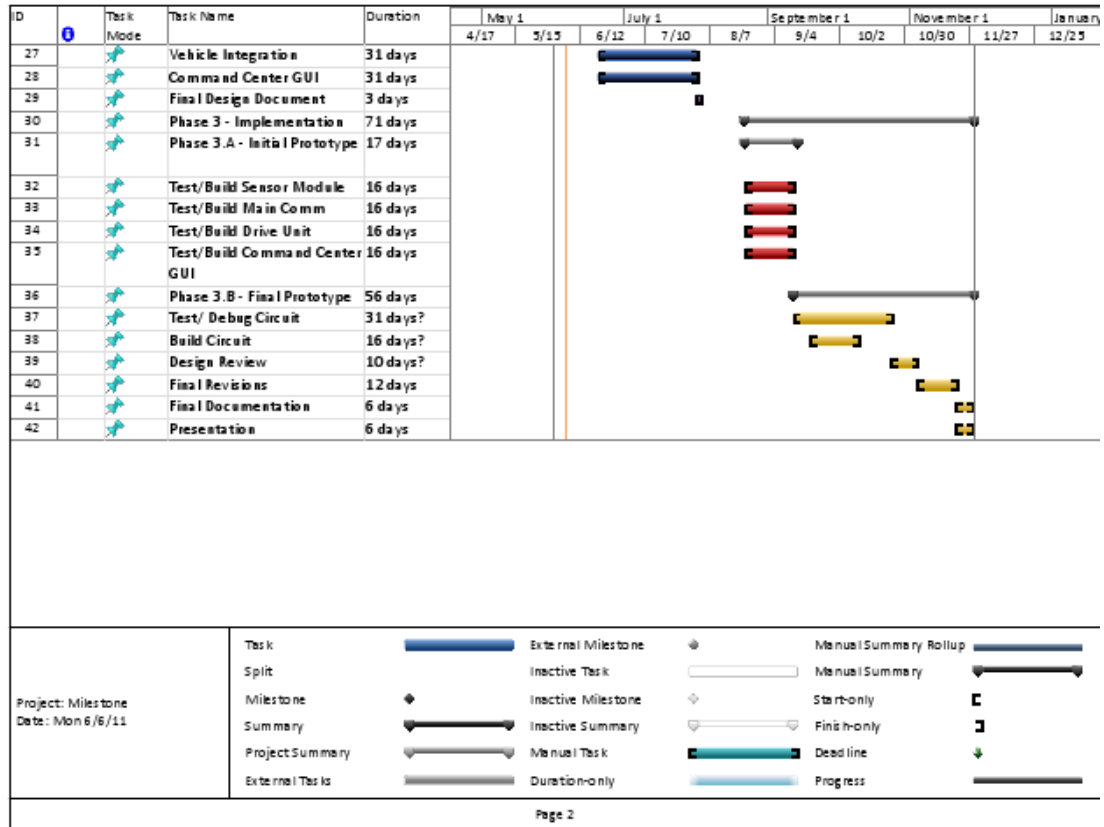 ID Task Task Name Duration May 1 July 1 September 1 November 1 January
Mode 4/17 5/15 6/12 7/10 8/7 9/4 10/2 10/30 11/27 12/25
27 Vehicle Integration 31 days
28 Command Center GUI 31 days
29 Final Design Document 3 days
30 Phase 3 - Implementation 71 days
31 Phase 3.A - Initial Prototype 17 days
32 Test/Build Sensor Module 16 days
33 Test/Build Main Comm 16 days
34 Test/Build Drive Unit 16 days
35 Test/Build Command Center 16 days
GUI
36 Phase 3.B - Final Prototype 56 days
37 Test/ Debug Circuit 31 days?
38 Build Circuit 16 days?
39 Design Review 10 days?
40 Final Revisions 12 days
41 Final Documentation 6 days
42 Presentation 6 days
Project: Milestone
Date: Mon 6/6/11
Task External Milestone Manual Summary Rollup
Split Inactive Task Manual Summary
Milestone Inactive Milestone Start-only
Summary Inactive Summary Finish-only
Project Summary Manual Task Deadline
External Tasks Duration-only Progress
Page 2